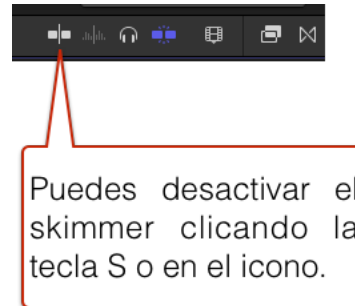 Puedes desactivar el
skimmer clicando la
tecla S o en el icono.